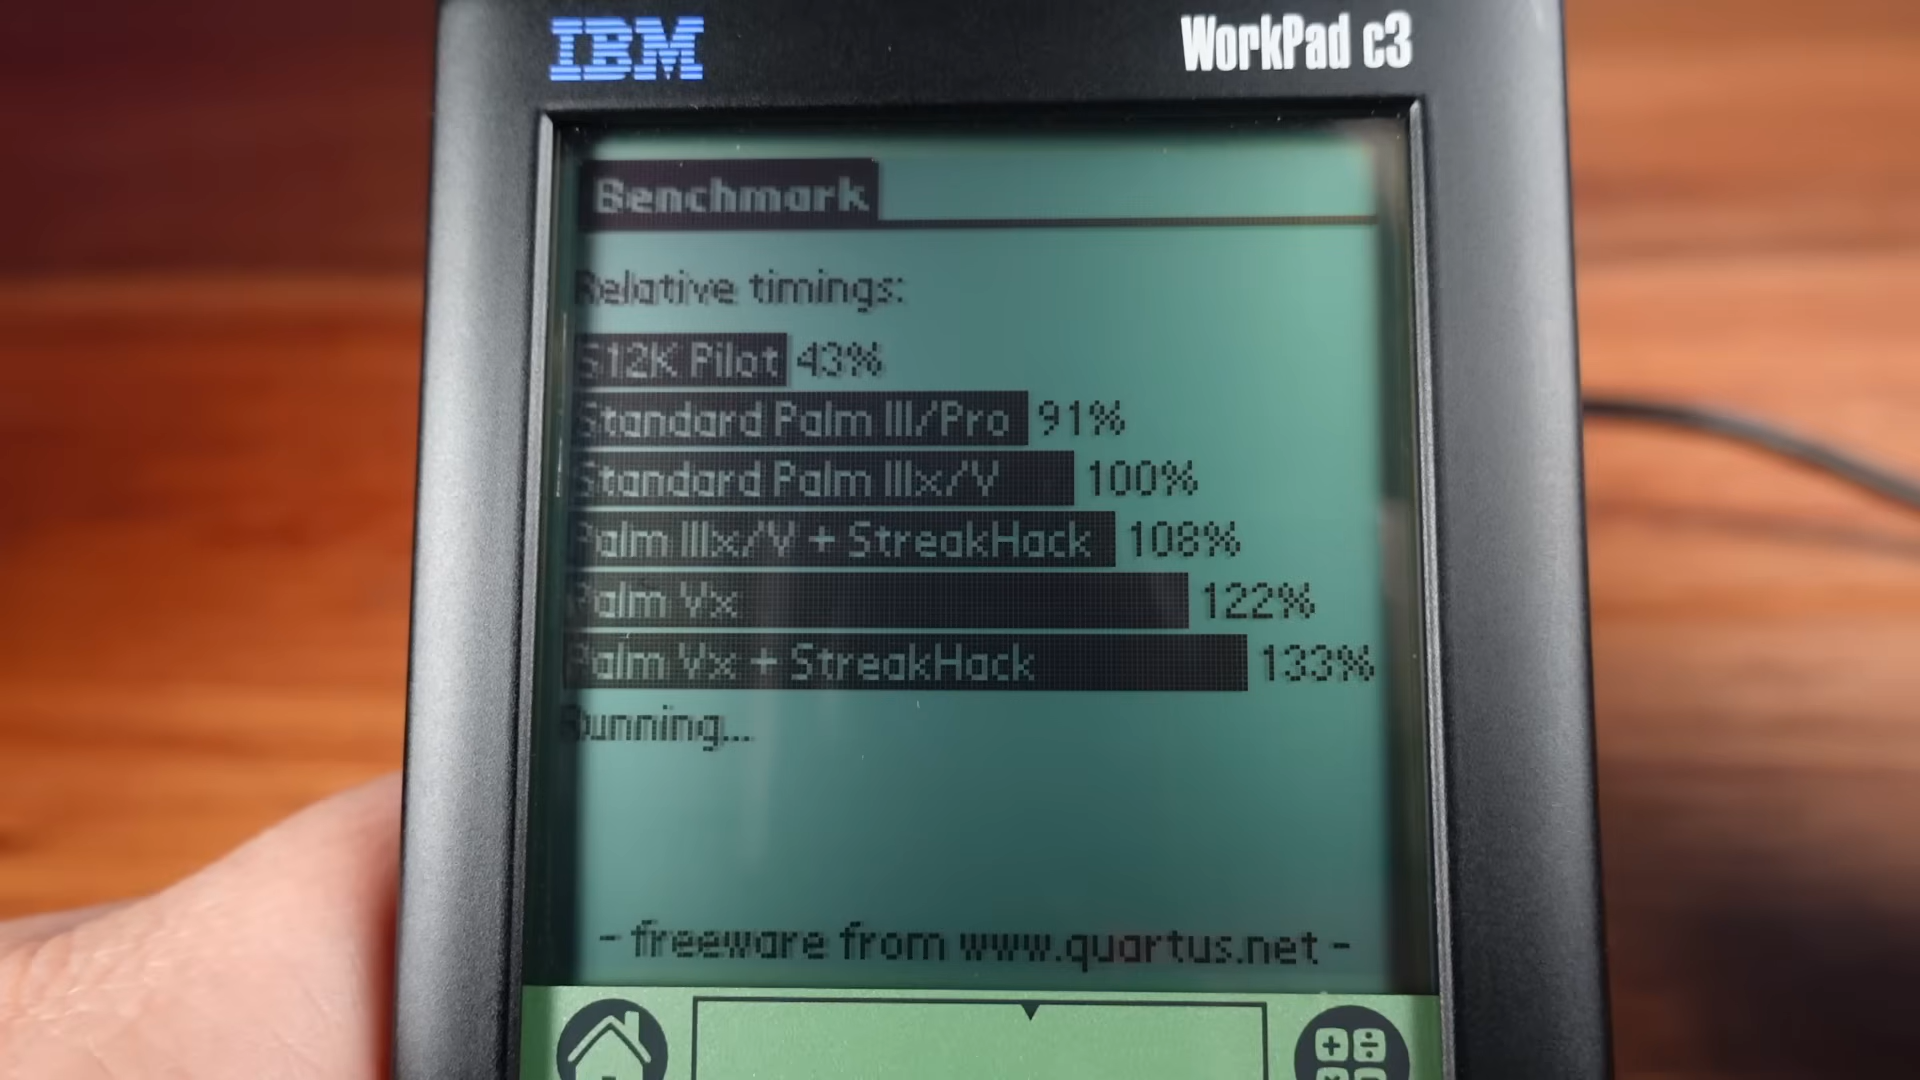 IBM WorkPad c3
Benchmark
Relative timings:
512K Pilot 43%
Standard Palm III/Pro 91%
Standard Palm IIIx/V 100%
Palm IIIx/V + StreakHack 108%
Palm Vx 122%
Palm Vx + StreakHack 133%
Running...
- freeware from www.quartus.net -